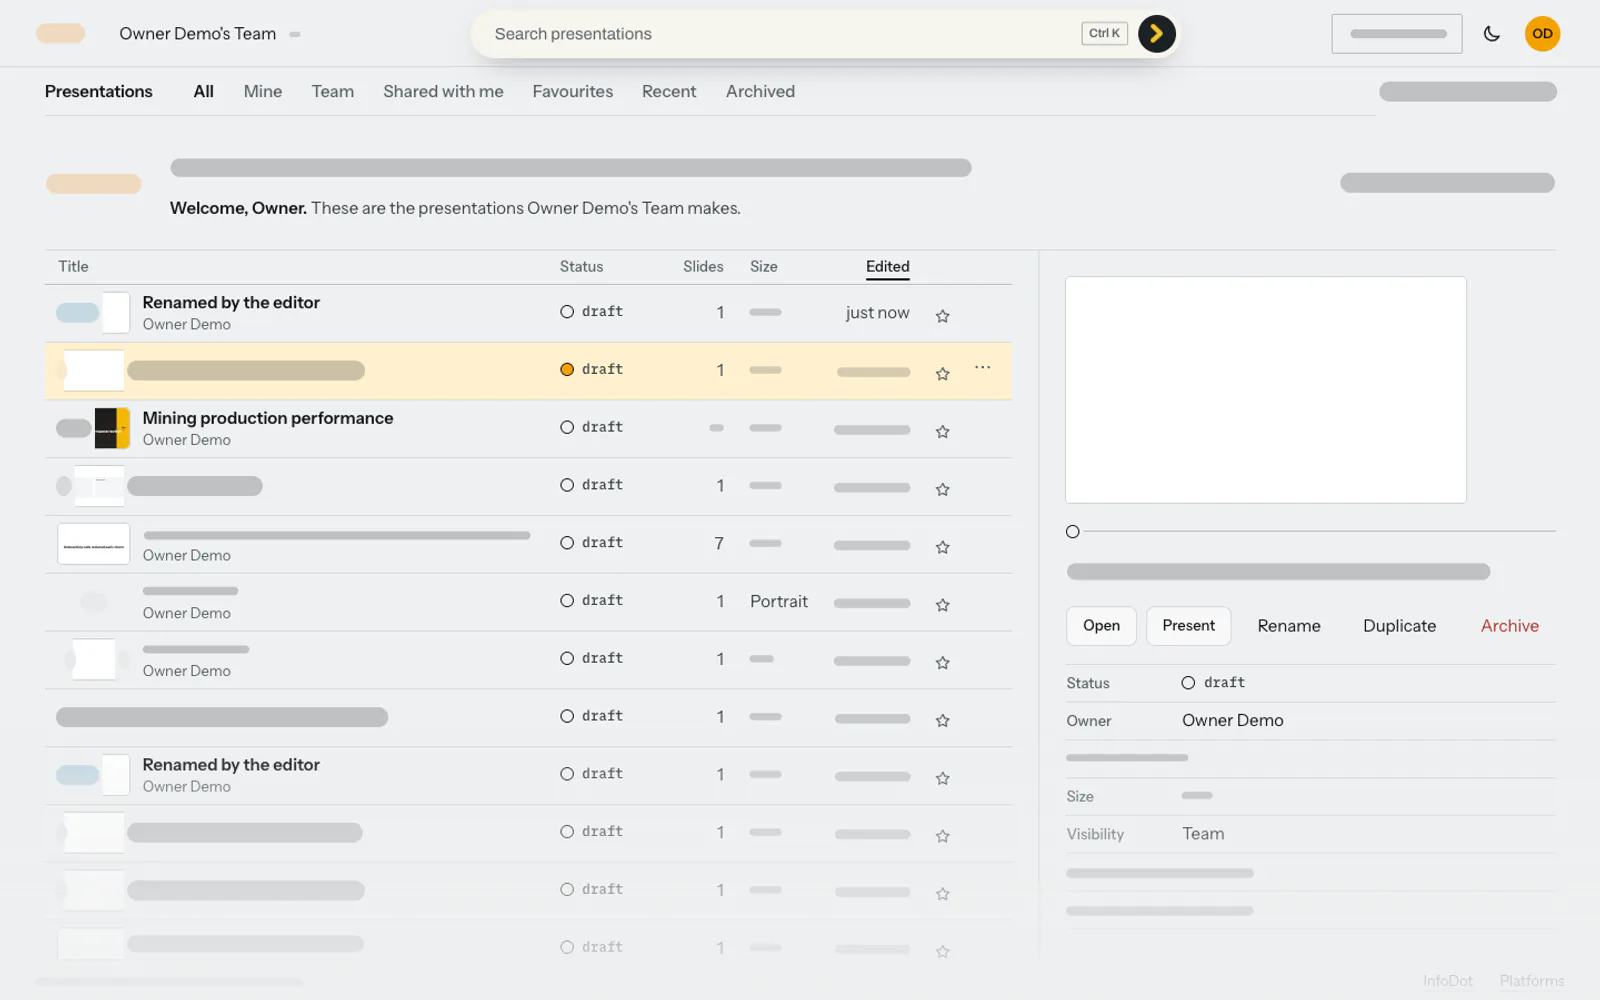 Owner Demo's Team
Search presentations
Ctrl K
OD
Presentations
All
Mine
Team
Shared with me
Favourites
Recent
Archived
Welcome, Owner. These are the presentations Owner Demo's Team makes.
Title
Status
Slides
Size
Edited
Renamed by the editor
Owner Demo
draft
1
just now
draft
1
...
Mining production performance
Owner Demo
draft
draft
1
Owner Demo
draft
7
Owner Demo
draft
1
Portrait
Owner Demo
draft
1
draft
1
Renamed by the editor
Owner Demo
draft
1
draft
1
draft
1
draft
1
Open
Present
Rename
Duplicate
Archive
Status
draft
Owner
Owner Demo
Size
Visibility
Team
InfoDot
Platforms